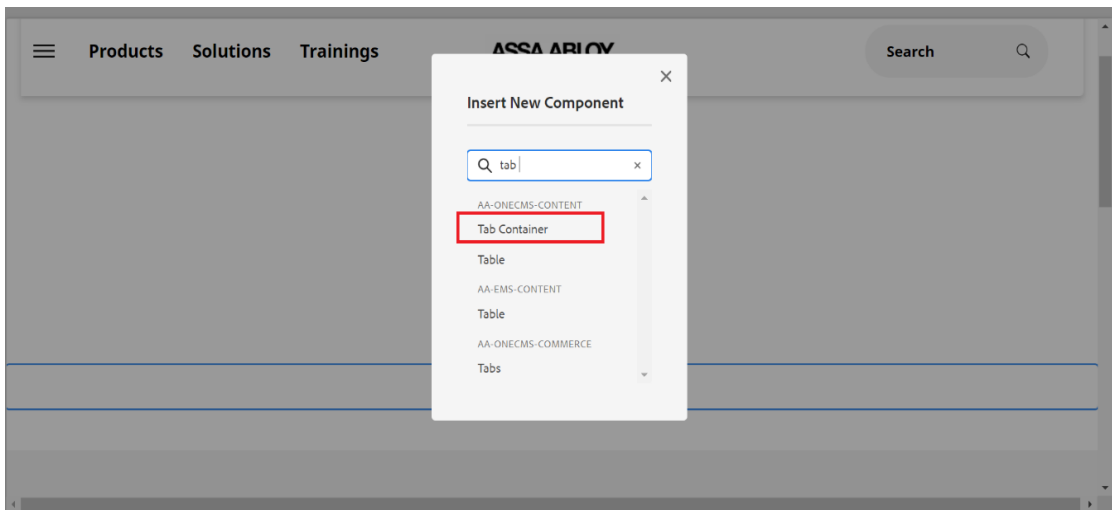 Products Solutions Trainings ASSA ABLOY Search
Insert New Component
tab
AA-ONECMS-CONTENT
Tab Container
Table
AA-EMS-CONTENT
Table
AA-ONECMS-COMMERCE
Tabs